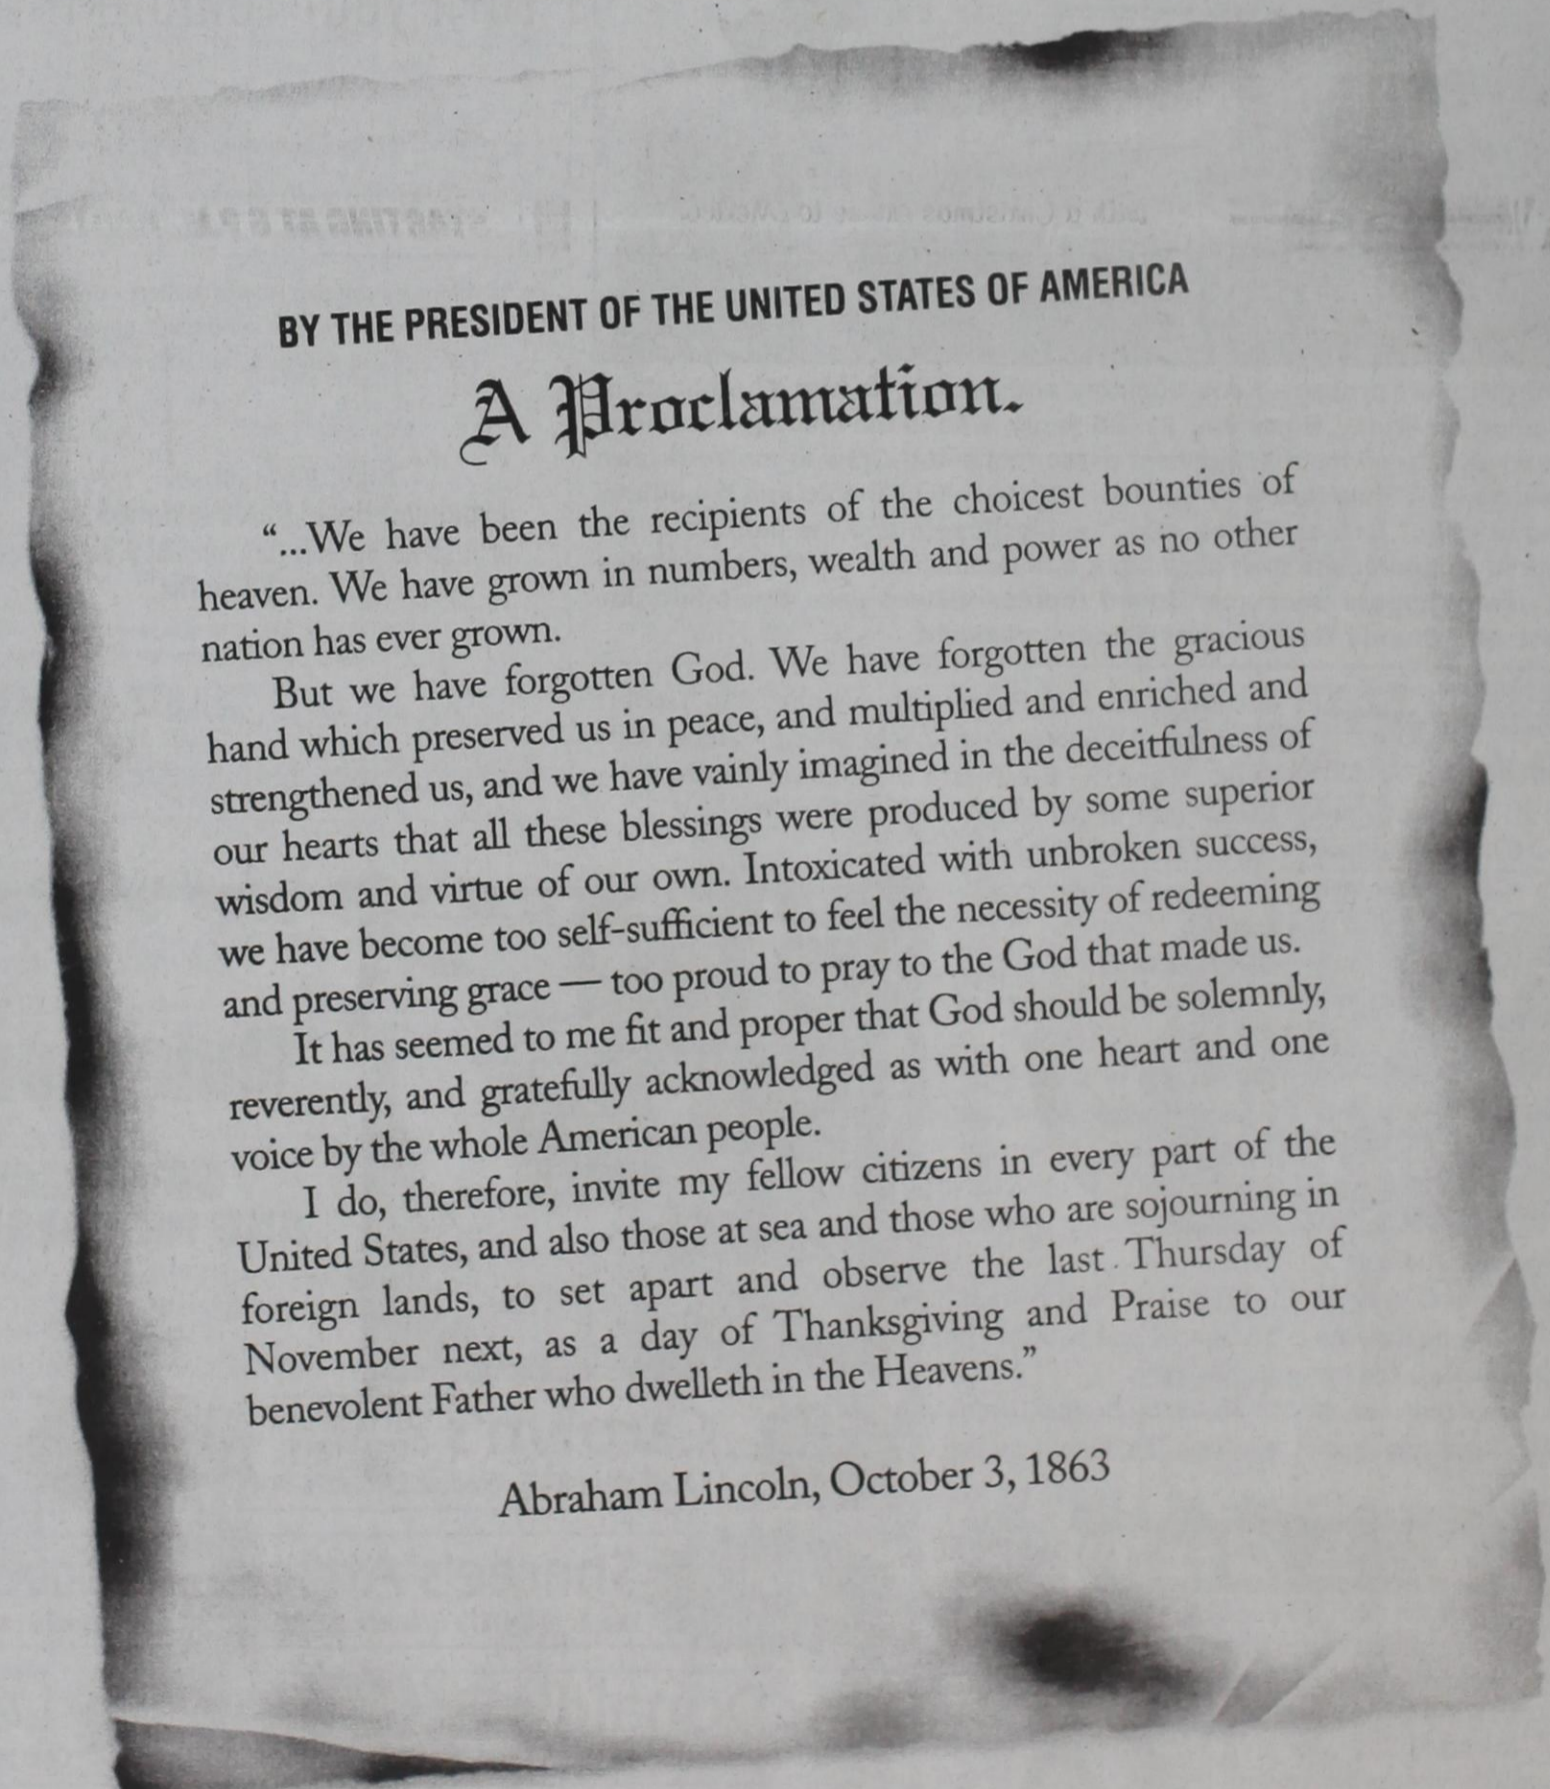 BY THE PRESIDENT OF THE UNITED STATES OF AMERICA
A Proclamation.
“...We have been the recipients of the choicest bounties of
heaven. We have grown in numbers, wealth and power as no other
nation has ever grown.
But we have forgotten God. We have forgotten the gracious
hand which preserved us in peace, and multiplied and enriched and
strengthened us, and we have vainly imagined in the deceitfulness of
our hearts that all these blessings were produced by some superior
wisdom and virtue of our own. Intoxicated with unbroken success,
we have become too self-sufficient to feel the necessity of redeeming
and preserving grace — too proud to pray to the God that made us.
It has seemed to me fit and proper that God should be solemnly,
reverently, and gratefully acknowledged as with one heart and one
voice by the whole American people.
I do, therefore, invite my fellow citizens in every part of the
United States, and also those at sea and those who are sojourning in
foreign lands, to set apart and observe the last Thursday of
November next, as a day of Thanksgiving and Praise to our
benevolent Father who dwelleth in the Heavens.”
Abraham Lincoln, October 3, 1863